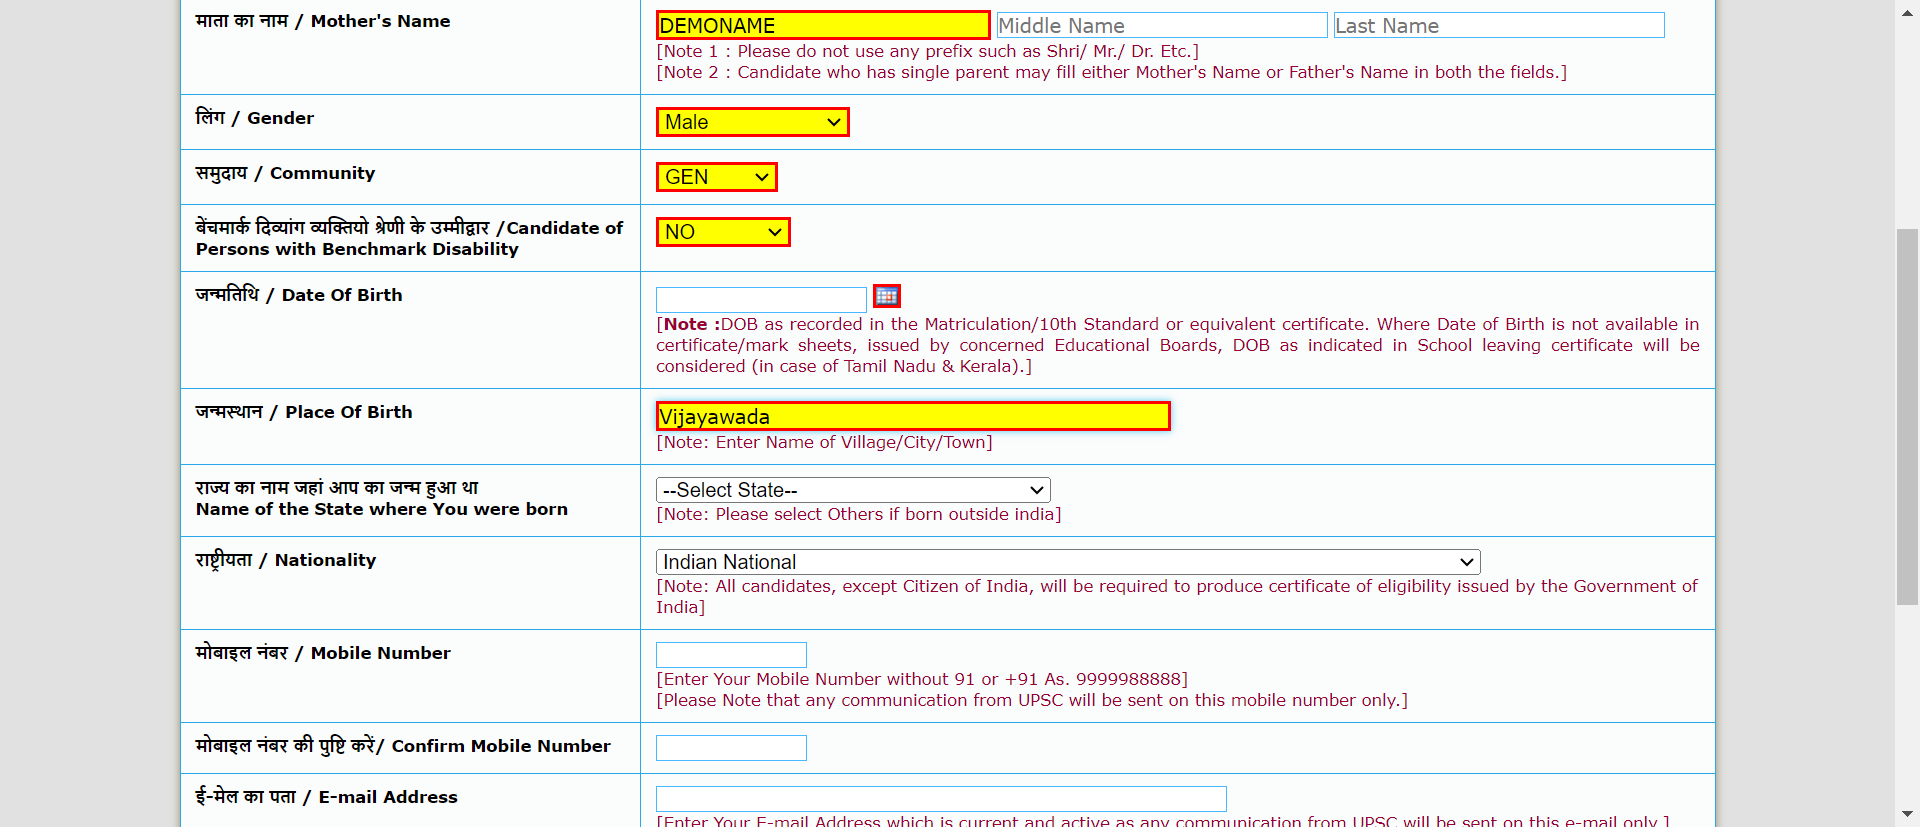 माता का नाम / Mother's Name
DEMONAME Middle Name Last Name
[Note 1 : Please do not use any prefix such as Shri/ Mr./ Dr. Etc.]
[Note 2 : Candidate who has single parent may fill either Mother's Name or Father's Name in both the fields.]
लिंग / Gender
Male
समुदाय / Community
GEN
बेंचमार्क दिव्यांग व्यक्तियो श्रेणी के उम्मीद्वार /Candidate of
Persons with Benchmark Disability
NO
जन्मतिथि / Date Of Birth
[Note :DOB as recorded in the Matriculation/10th Standard or equivalent certificate. Where Date of Birth is not available in
certificate/mark sheets, issued by concerned Educational Boards, DOB as indicated in School leaving certificate will be
considered (in case of Tamil Nadu & Kerala).]
जन्मस्थान / Place Of Birth
Vijayawada
[Note: Enter Name of Village/City/Town]
राज्य का नाम जहां आप का जन्म हुआ था
Name of the State where You were born
--Select State--
[Note: Please select Others if born outside india]
राष्ट्रीयता / Nationality
Indian National
[Note: All candidates, except Citizen of India, will be required to produce certificate of eligibility issued by the Government of
India]
मोबाइल नंबर / Mobile Number
[Enter Your Mobile Number without 91 or +91 As. 9999988888]
[Please Note that any communication from UPSC will be sent on this mobile number only.]
मोबाइल नंबर की पुष्टि करें/ Confirm Mobile Number
ई-मेल का पता / E-mail Address
[Enter Your E-mail Address which is current and active as any communication from UPSC will be sent on this e-mail only.]